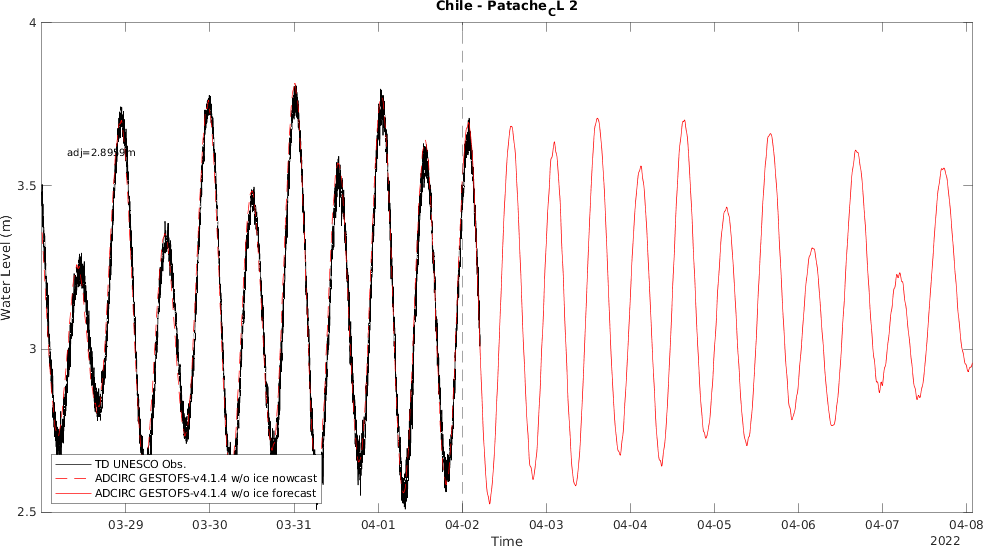 Chile - PatacheCL 2
4
3.5
3
2.5
Water Level (m)
adj=2.8959m
TD UNESCO Obs.
ADCIRC GESTOFS-v4.1.4 w/o ice nowcast
ADCIRC GESTOFS-v4.1.4 w/o ice forecast
03-29 03-30 03-31 04-01 04-02 04-03 04-04 04-05 04-06 04-07 04-08
Time
2022